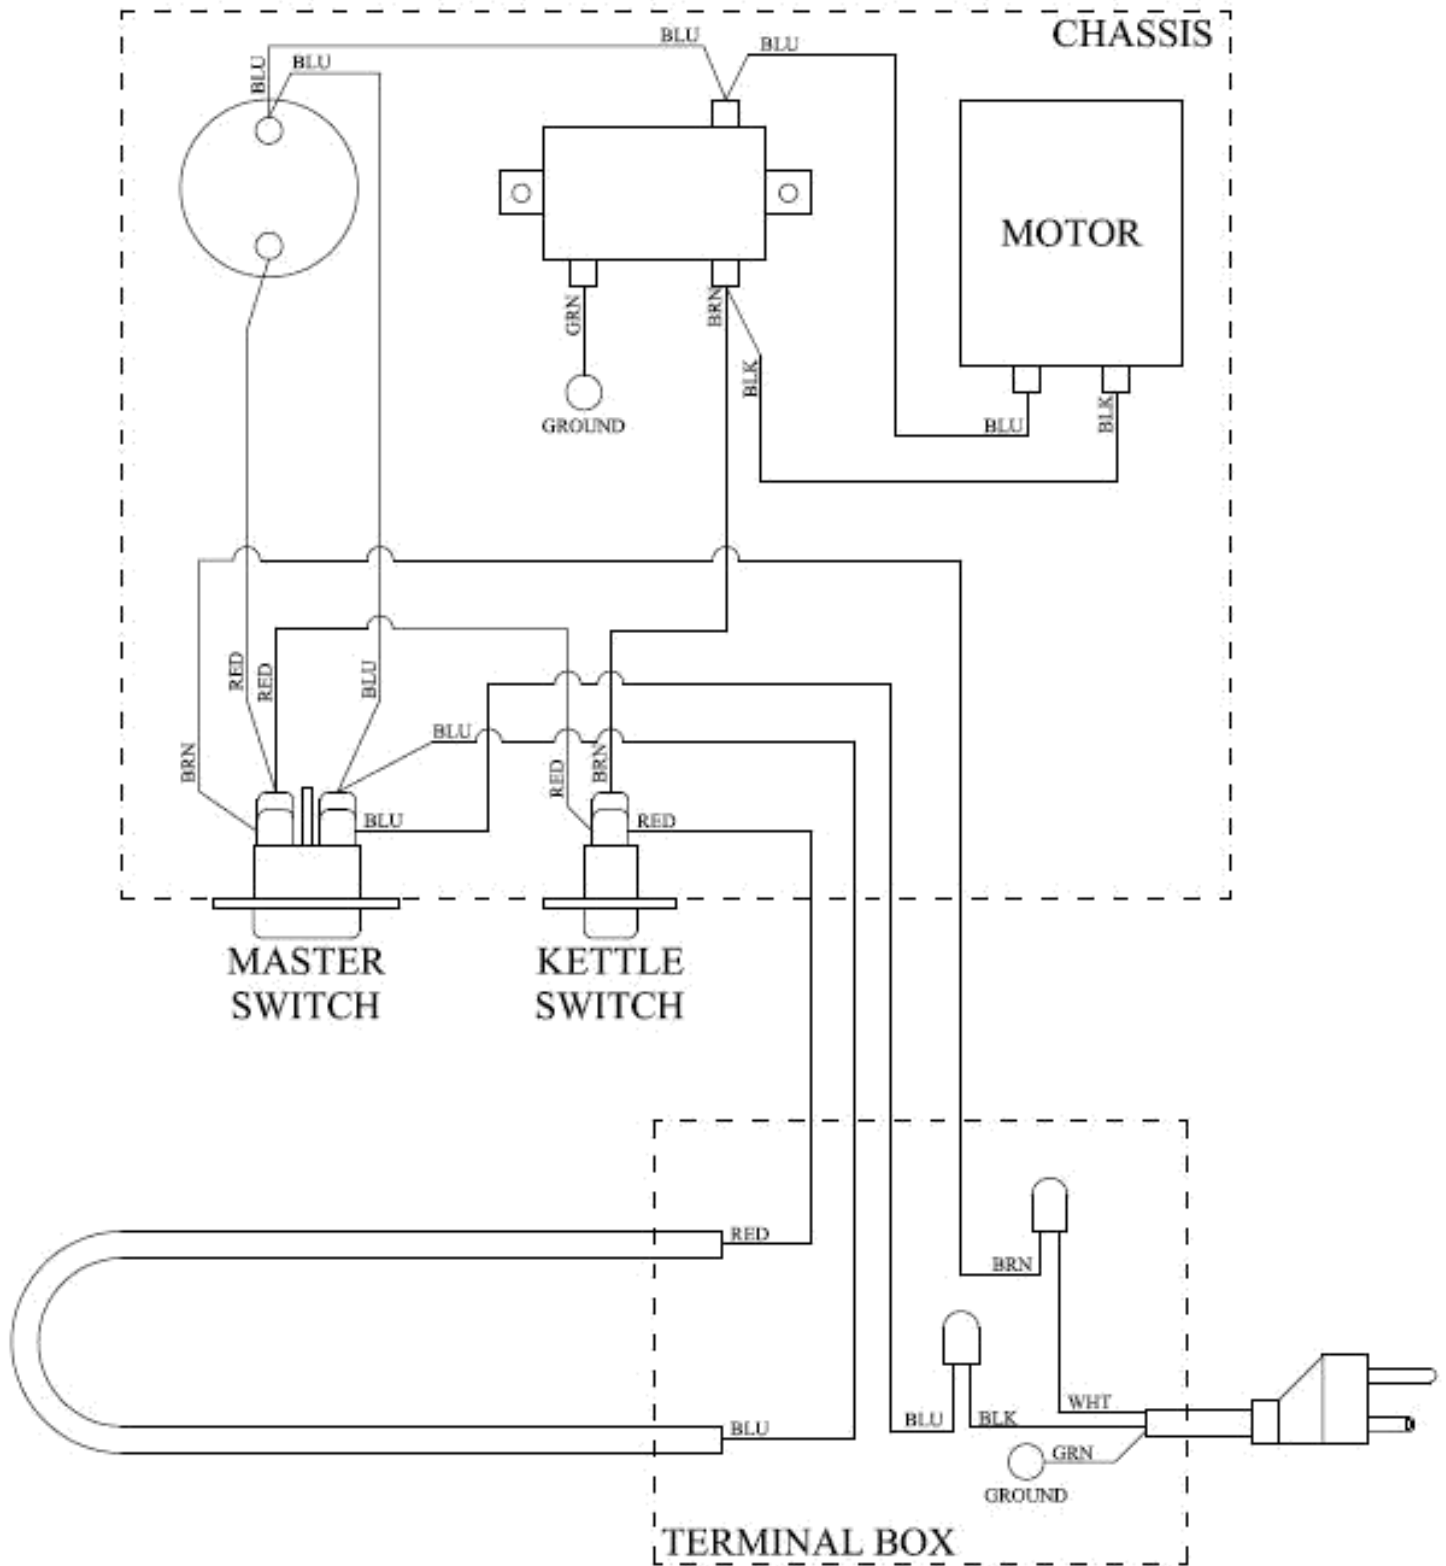 CHASSIS
BLU
BLU
BLU
BLU
MOTOR
GRN
BRN
BLK
GROUND
BLU
BLK
RED
RED
BLU
BRN
BLU
RED
BRN
BLU
RED
MASTER
SWITCH
KETTLE
SWITCH
RED
BRN
BLU
BLU
BLK
WHT
GRN
GROUND
TERMINAL BOX